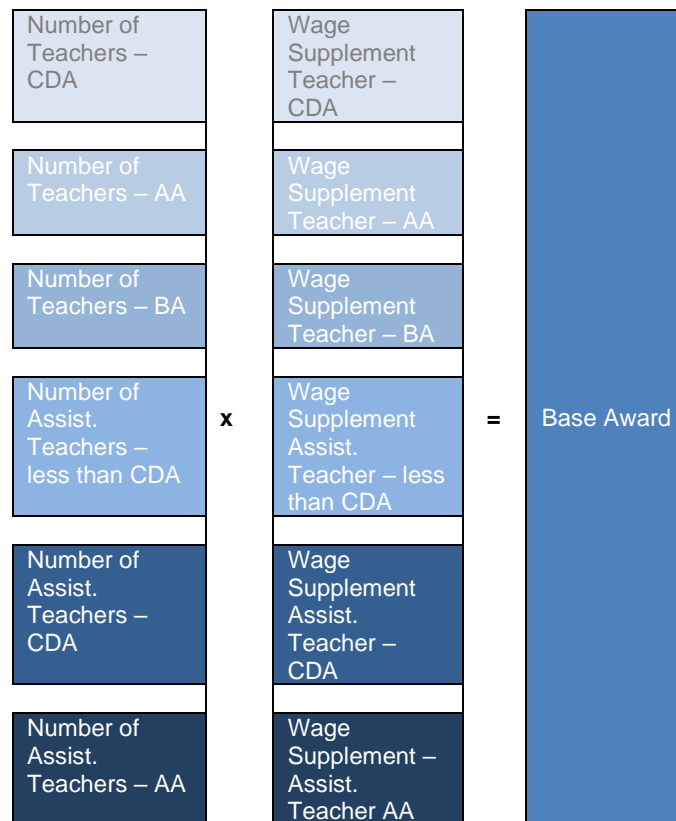 Number of
Teachers –
CDA
Wage
Supplement
Teacher –
CDA
Number of
Teachers – AA
Wage
Supplement
Teacher – AA
Number of
Teachers – BA
Wage
Supplement
Teacher – BA
Number of
Assist.
Teachers –
less than CDA
x
Wage
Supplement
Assist.
Teacher – less
than CDA
=
Base Award
Number of
Assist.
Teachers –
CDA
Wage
Supplement
Assist.
Teacher –
CDA
Number of
Assist.
Teachers – AA
Wage
Supplement –
Assist.
Teacher AA